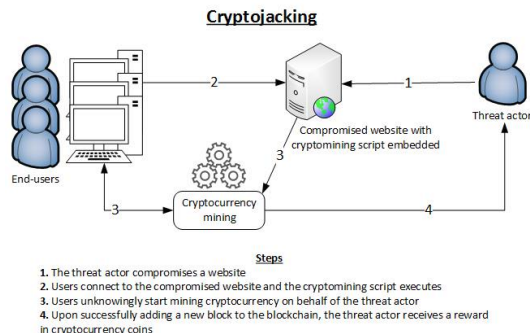 Cryptojacking
2
1
Compromised website with
cryptomining script embedded
Threat actor
End-users
3
Cryptocurrency
mining
3
4
Steps
1. The threat actor compromises a website
2. Users connect to the compromised website and the cryptomining script executes
3. Users unknowingly start mining cryptocurrency on behalf of the threat actor
4. Upon successfully adding a new block to the blockchain, the threat actor receives a reward
in cryptocurrency coins